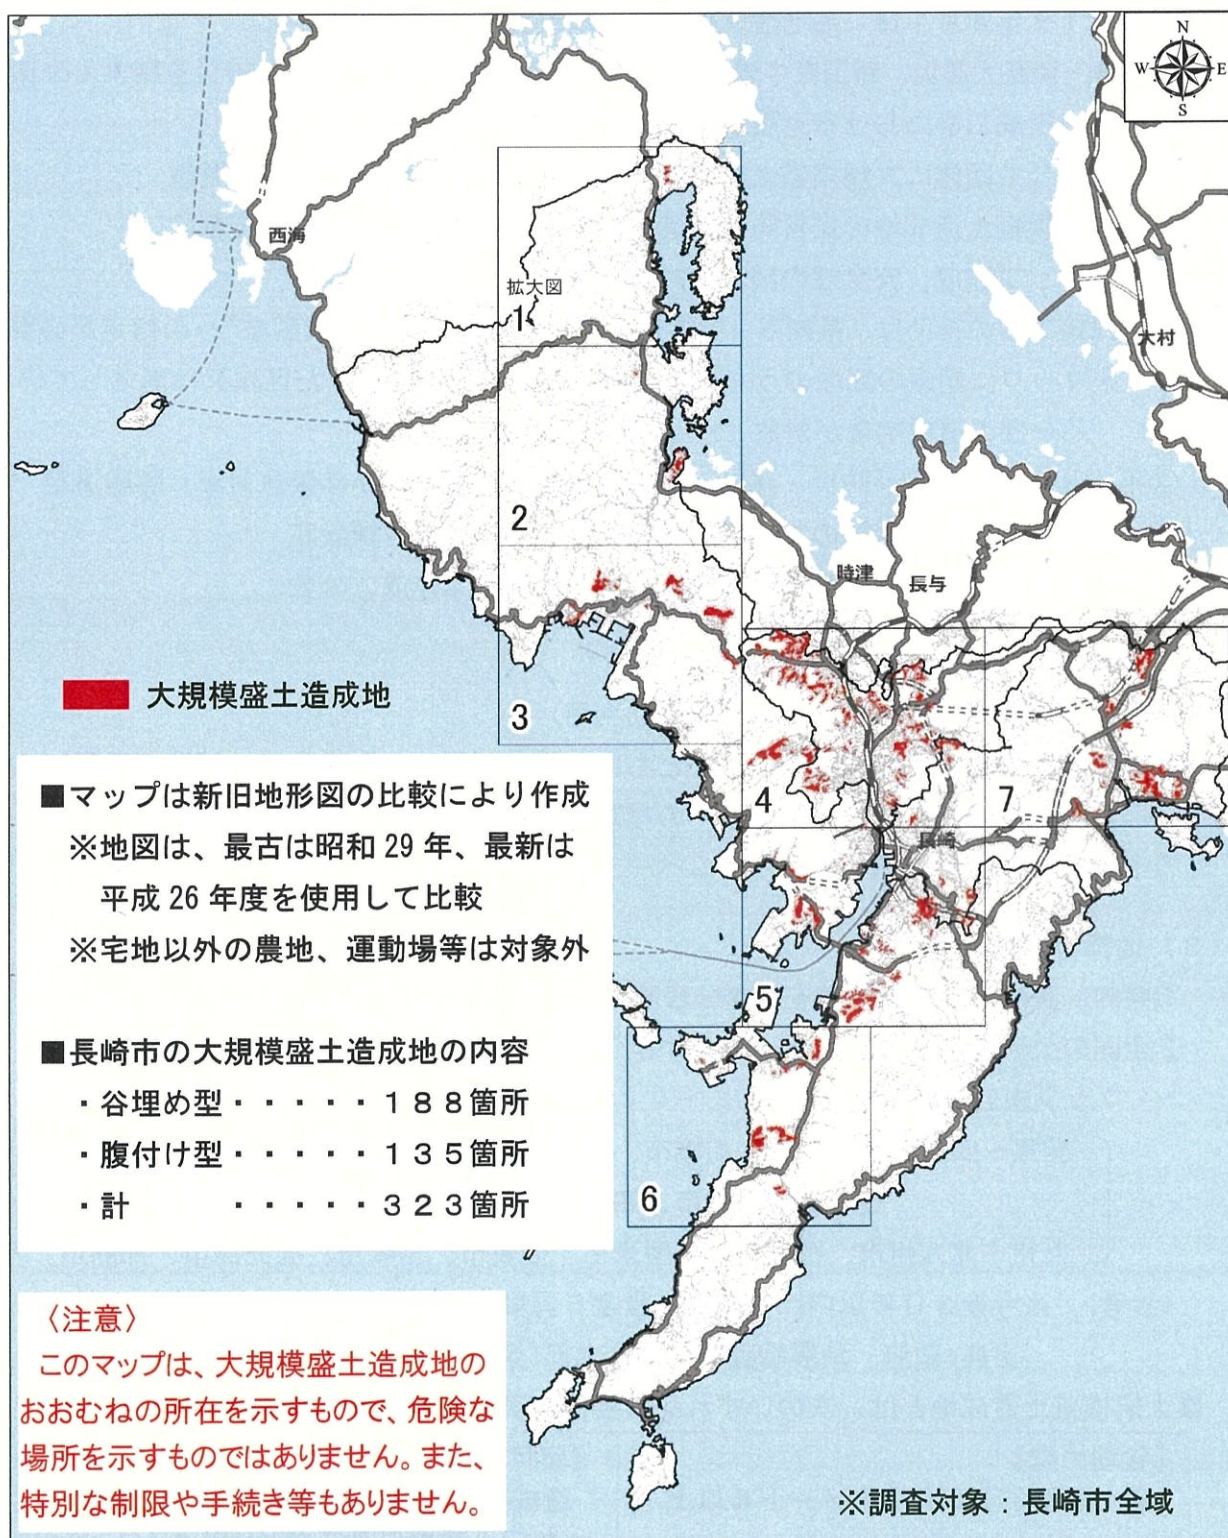 N
W E
S
西海
拡大図
1
大村
2
時津
長与
大規模盛土造成地
3
4
7
長崎
■マップは新旧地形図の比較により作成
※地図は、最古は昭和29年、最新は
平成26年度を使用して比較
※宅地以外の農地、運動場等は対象外
5
■長崎市の大規模盛土造成地の内容
・谷埋め型・・・・・188箇所
・腹付け型・・・・・135箇所
・計　　　・・・・・323箇所
6
〈注意〉
このマップは、大規模盛土造成地の
おおむねの所在を示すもので、危険な
場所を示すものではありません。また、
特別な制限や手続き等もありません。
※調査対象：長崎市全域